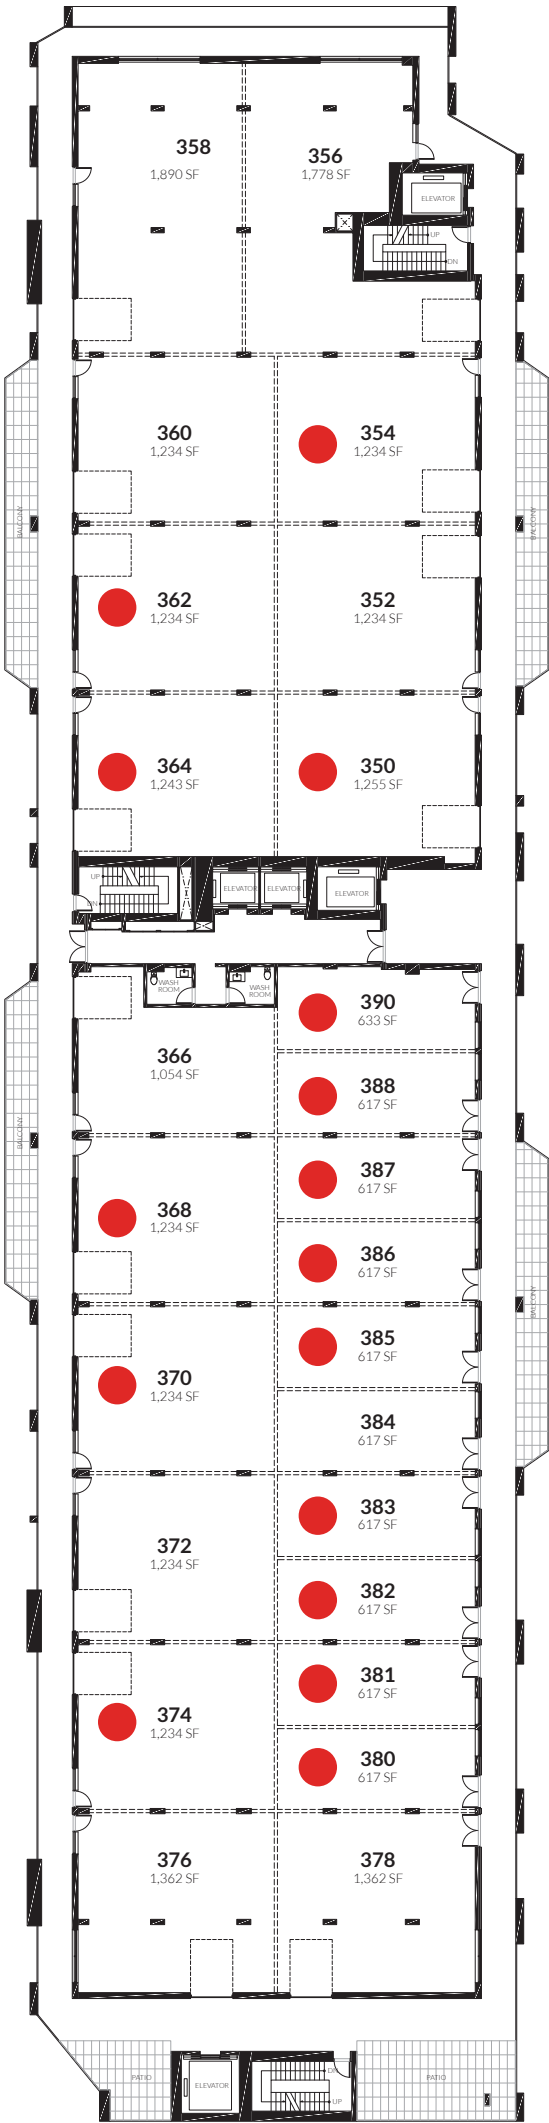 358
1,890 SF
356
1,778 SF
ELEVATOR
UP
DN
360
1,234 SF
354
1,234 SF
BALCONY
BALCONY
362
1,234 SF
352
1,234 SF
364
1,243 SF
350
1,255 SF
UP
DN
ELEVATOR
ELEVATOR
ELEVATOR
WASH
ROOM
WASH
ROOM
390
633 SF
366
1,054 SF
388
617 SF
BALCONY
387
617 SF
368
1,234 SF
386
617 SF
BALCONY
385
617 SF
370
1,234 SF
384
617 SF
383
617 SF
372
1,234 SF
382
617 SF
381
617 SF
374
1,234 SF
380
617 SF
376
1,362 SF
378
1,362 SF
PATIO
ELEVATOR
DN
UP
PATIO